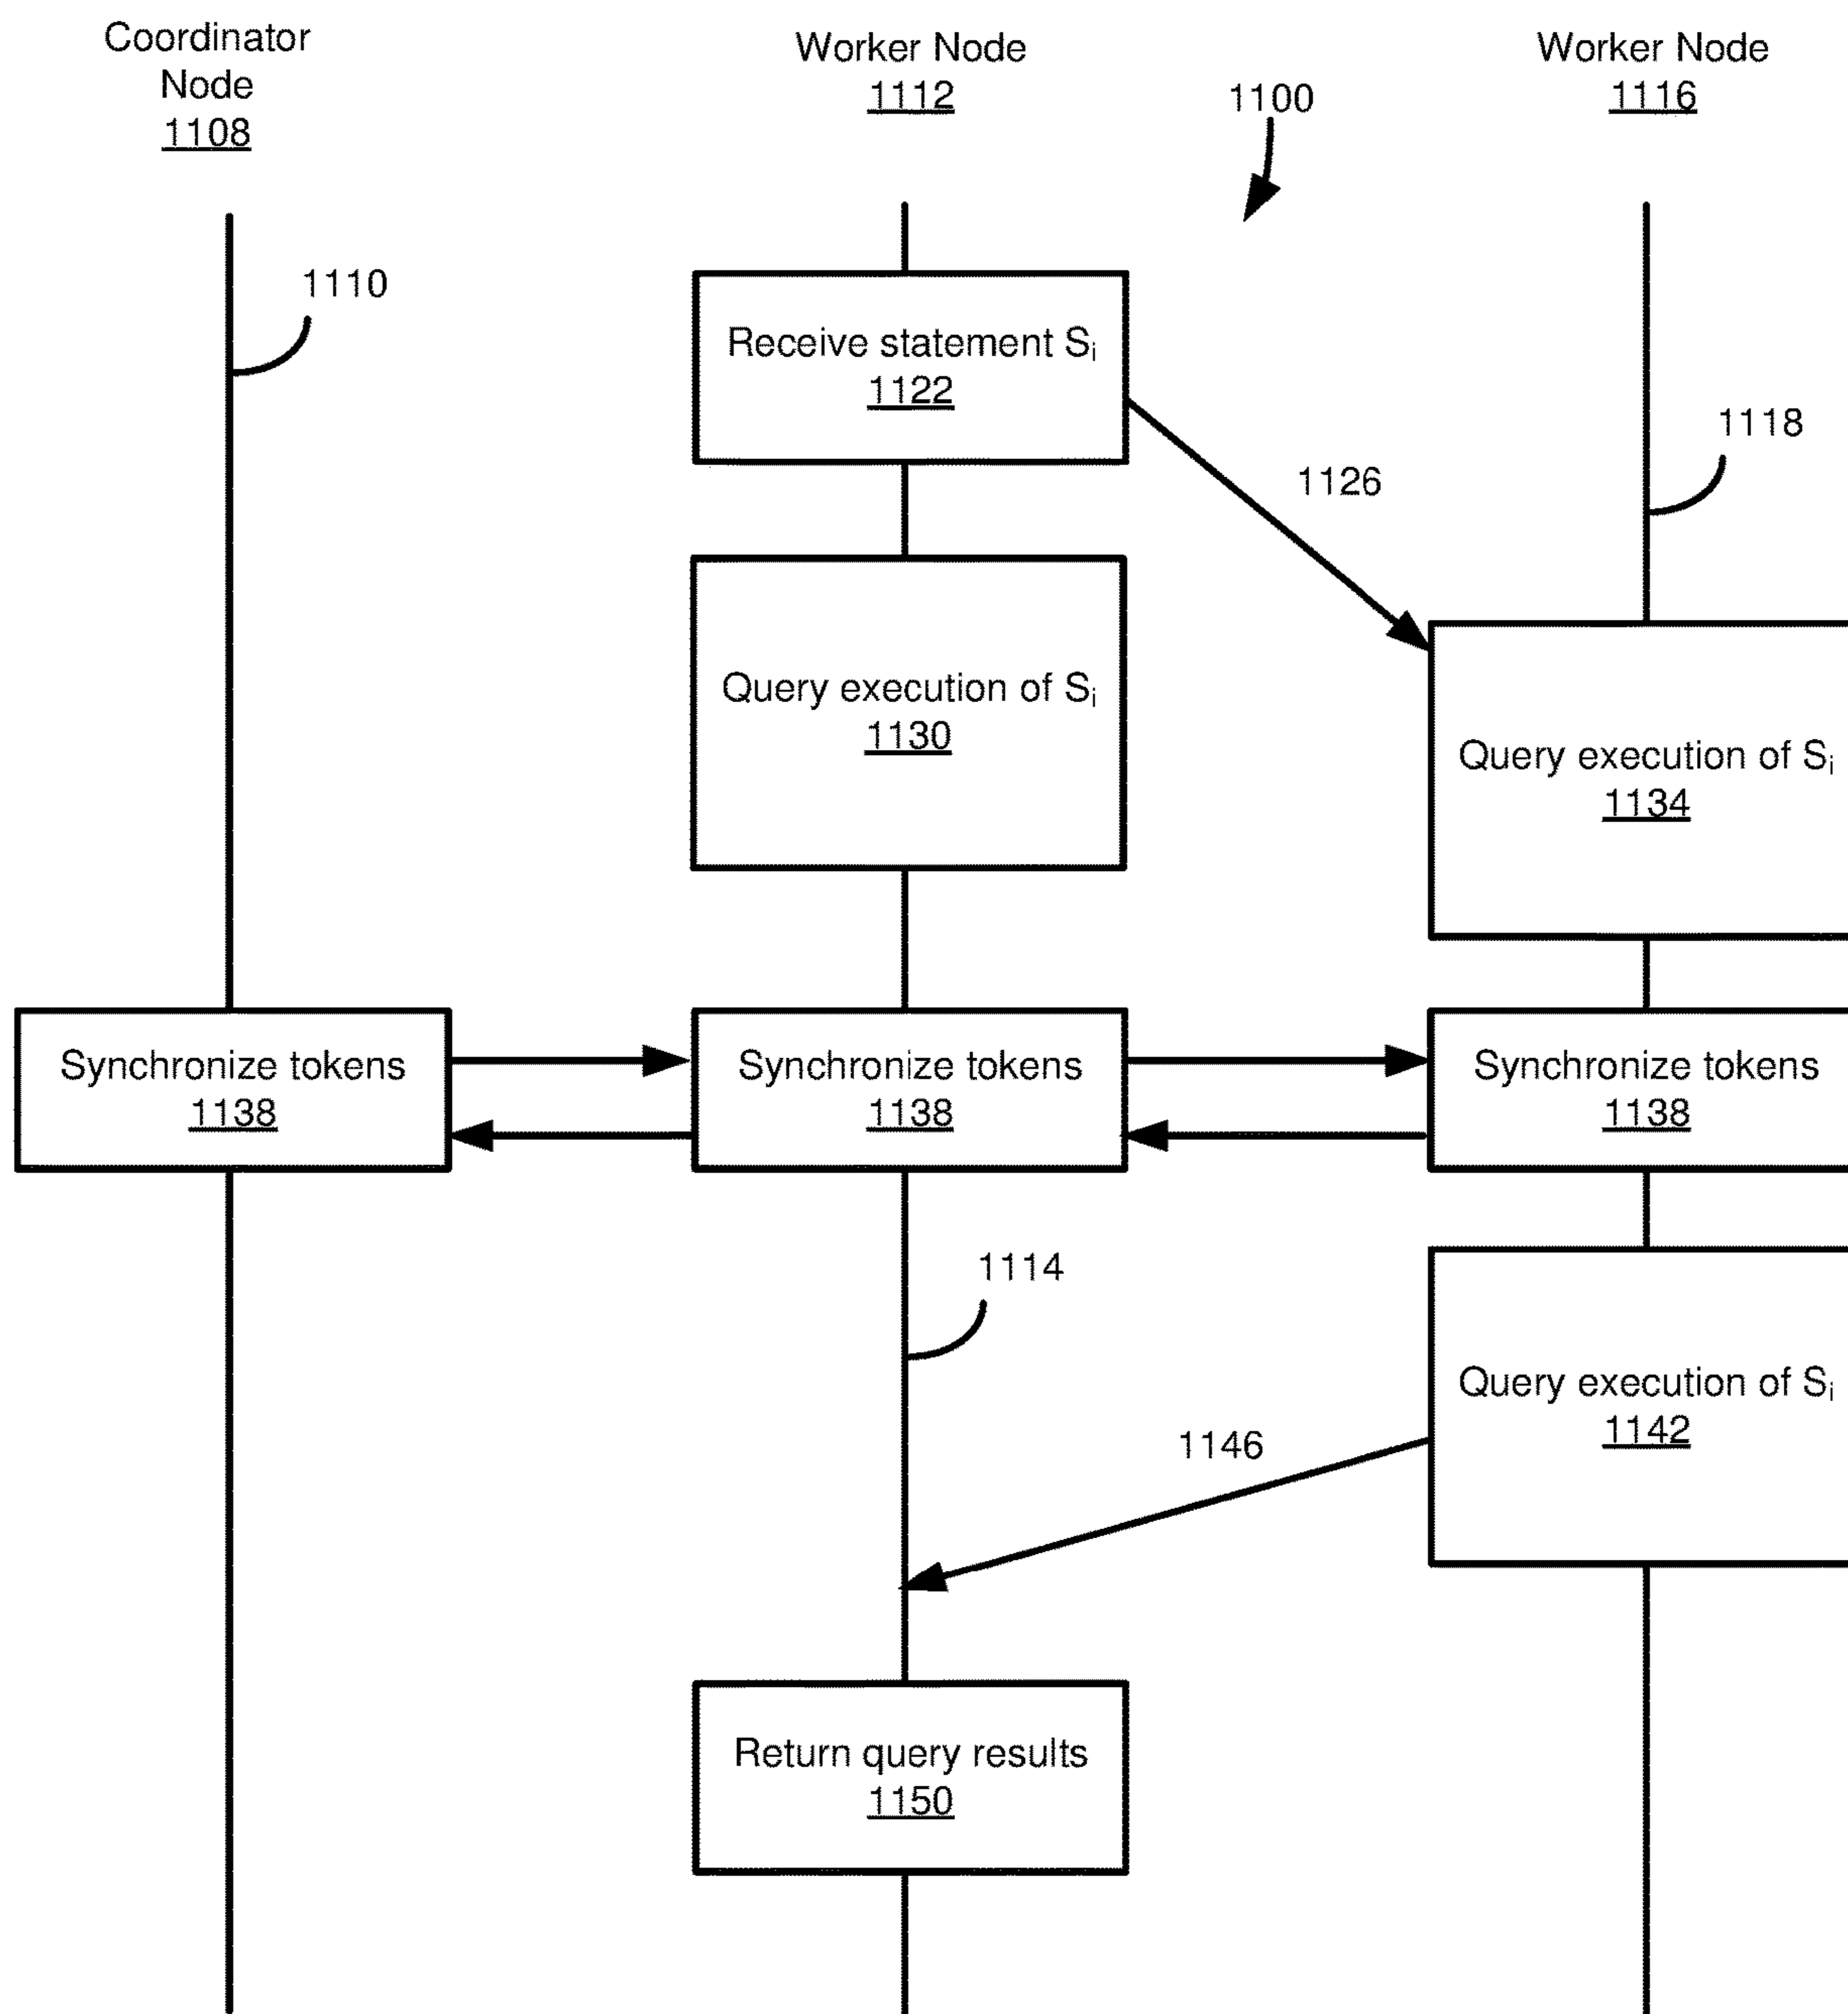 Coordinator
Node
1108
Worker Node
1112
Worker Node
1116
1100
1110
Receive statement Si
1122
1118
1126
Query execution of Si
1130
Query execution of Si
1134
Synchronize tokens
1138
Synchronize tokens
1138
Synchronize tokens
1138
1114
Query execution of Si
1142
1146
Return query results
1150